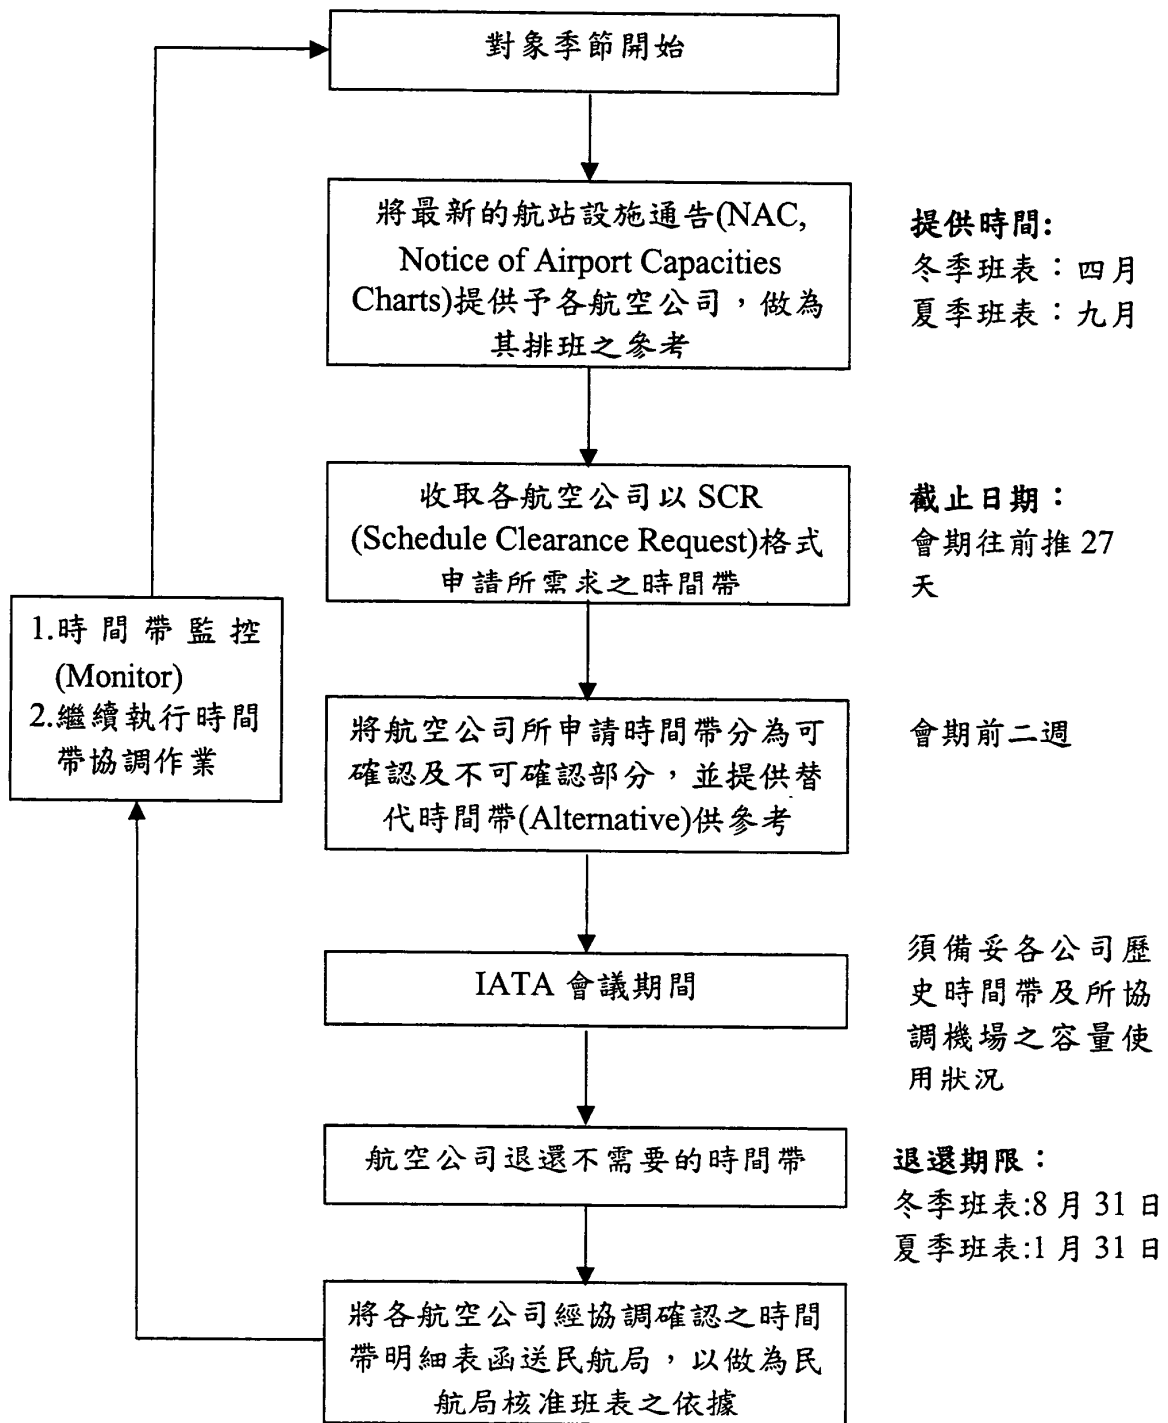 對象季節開始
將最新的航站設施通告(NAC,
Notice of Airport Capacities
Charts)提供予各航空公司，做為
其排班之參考
提供時間:
冬季班表：四月
夏季班表：九月
收取各航空公司以 SCR
(Schedule Clearance Request)格式
申請所需求之時間帶
截止日期：
會期往前推 27
天
1.時間帶監控
(Monitor)
2.繼續執行時間
帶協調作業
將航空公司所申請時間帶分為可
確認及不可確認部分，並提供替
代時間帶(Alternative)供參考
會期前二週
IATA 會議期間
須備妥各公司歷
史時間帶及所協
調機場之容量使
用狀況
航空公司退還不需要的時間帶
退還期限：
冬季班表:8 月 31 日
夏季班表:1 月 31 日
將各航空公司經協調確認之時間
帶明細表函送民航局，以做為民
航局核准班表之依據